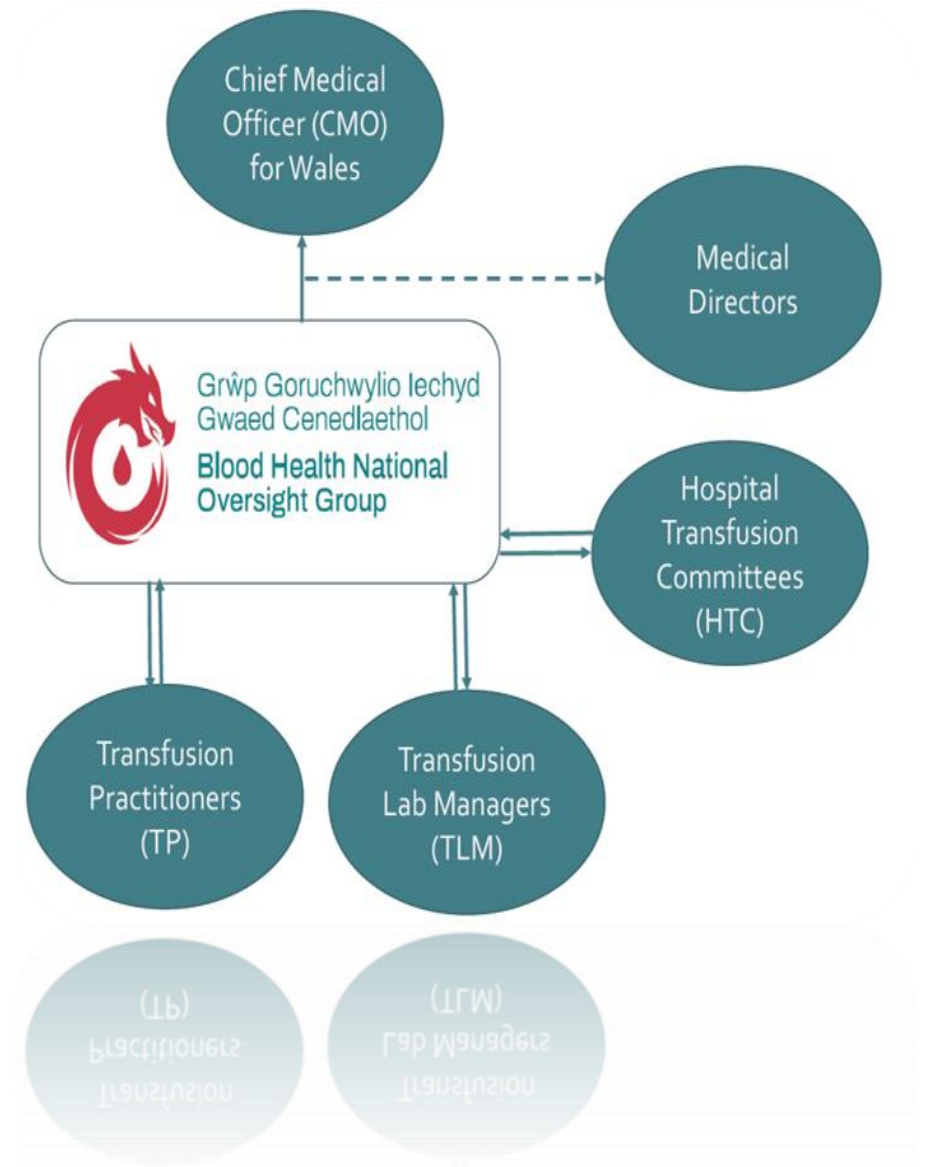 Chief Medical
Officer (CMO)
for Wales
Medical
Directors
Grŵp Goruchwylio Iechyd
Gwaed Cenedlaethol
Blood Health National
Oversight Group
Hospital
Transfusion
Committees
(HTC)
Transfusion
Practitioners
(TP)
Transfusion
Lab Managers
(TLM)